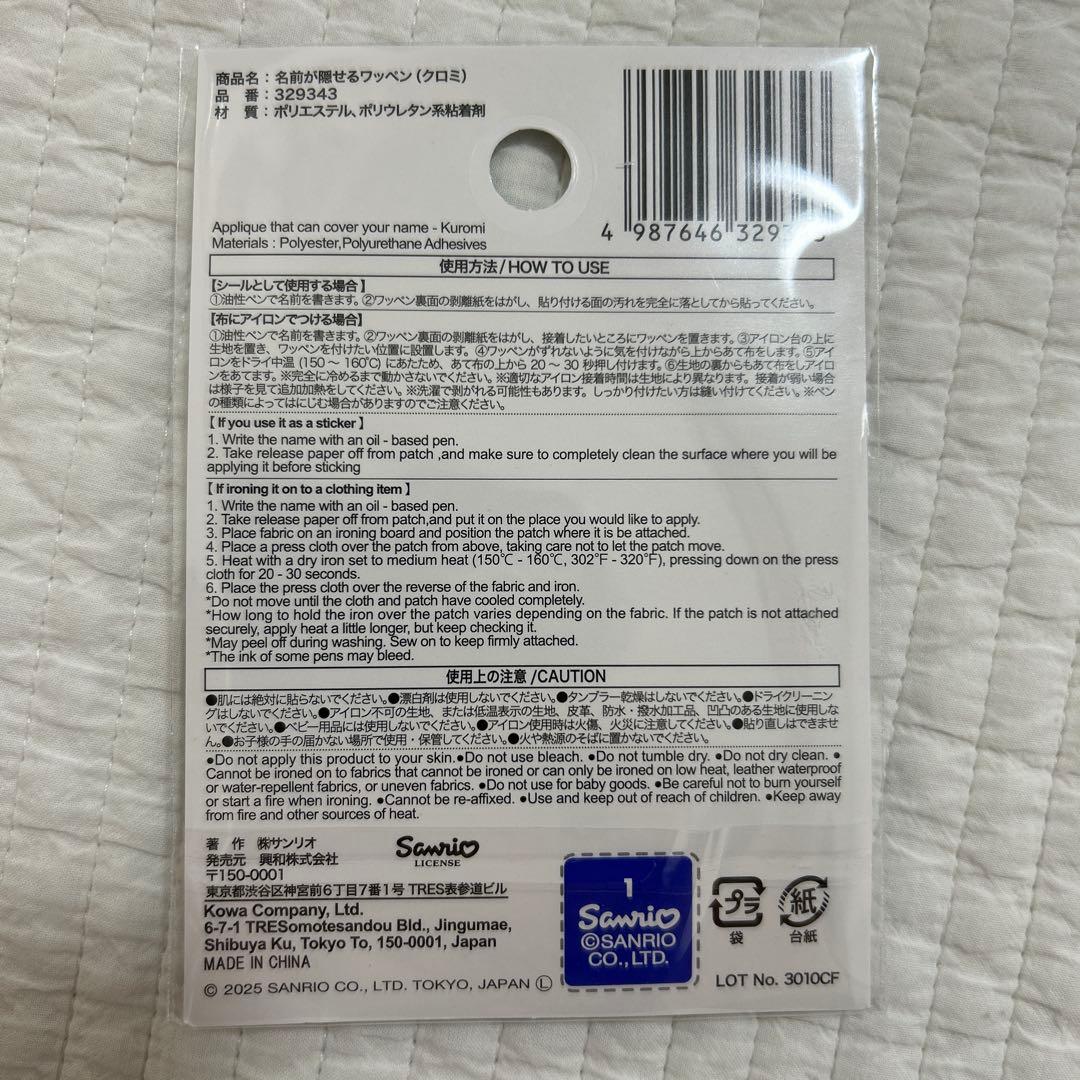 商品名：名前が隠せるワッペン（クロミ）
品　番：329343
材　質：ポリエステル、ポリウレタン系粘着剤
Applique that can cover your name - Kuromi
Materials : Polyester,Polyurethane Adhesives
4 987646
使用方法/HOW TO USE
【シールとして使用する場合】
①油性ペンで名前を書きます。②ワッペン裏面の剥離紙をはがし、貼り付ける面の汚れを完全に落としてから貼ってください。
【布にアイロンでつける場合】
①油性ペンで名前を書きます。②ワッペン裏面の剥離紙をはがし、接着したいところにワッペンを置きます。③アイロン台の上に
生地を置き、ワッペンを付けたい位置に設置します。④ワッペンがずれないように気を付けながら上からあて布をします。⑤アイ
ロンをドライ中温（150～160℃）にあたため、あて布の上から20～30秒押し付けます。⑥生地の裏からもあて布をしアイロ
ンをあてます。※完全に冷めるまで動かさないでください。※適切なアイロン接着時間は生地により異なります。接着が弱い場合
は様子を見て追加加熱をしてください。※洗濯で剥がれる可能性もあります。しっかり付けたい方は縫い付けてください。※ペン
の種類によってはにじむ場合がありますのでご注意ください。
【 If you use it as a sticker 】
1. Write the name with an oil - based pen.
2. Take release paper off from patch ,and make sure to completely clean the surface where you will be
applying it before sticking
【 If ironing it on to a clothing item 】
1. Write the name with an oil - based pen.
2. Take release paper off from patch,and put it on the place you would like to apply.
3. Place fabric on an ironing board and position the patch where it is be attached.
4. Place a press cloth over the patch from above, taking care not to let the patch move.
5. Heat with a dry iron set to medium heat (150℃ - 160℃, 302℉ - 320℉), pressing down on the press
cloth for 20 - 30 seconds.
6. Place the press cloth over the reverse of the fabric and iron.
*Do not move until the cloth and patch have cooled completely.
*How long to hold the iron over the patch varies depending on the fabric. If the patch is not attached
securely, apply heat a little longer, but keep checking it.
*May peel off during washing. Sew on to keep firmly attached.
*The ink of some pens may bleed.
使用上の注意 /CAUTION
●肌には絶対に貼らないでください。●漂白剤は使用しないでください。●タンブラー乾燥はしないでください。●ドライクリーニン
グはしないでください。●アイロン不可の生地、または低温表示の生地、皮革、防水・撥水加工品、凹凸のある生地に使用しな
いでください。●ベビー用品には使用しないでください。●アイロン使用時は火傷、火災に注意してください。●貼り直しはできませ
ん。●お子様の手の届かない場所で使用・保管してください。●火や熱源のそばに置かないでください。
●Do not apply this product to your skin.●Do not use bleach. ●Do not tumble dry. ●Do not dry clean. ●
Cannot be ironed on to fabrics that cannot be ironed or can only be ironed on low heat, leather waterproof
or water-repellent fabrics, or uneven fabrics. ●Do not use for baby goods. ●Be careful not to burn yourself
or start a fire when ironing. ●Cannot be re-affixed. ●Use and keep out of reach of children. ●Keep away
from fire and other sources of heat.
著　作　㈱サンリオ
発売元　興和株式会社
〒150-0001
東京都渋谷区神宮前6丁目7番1号 TRES表参道ビル
Kowa Company, Ltd.
6-7-1 TRESomotesandou Bld., Jingumae,
Shibuya Ku, Tokyo To, 150-0001, Japan
MADE IN CHINA
© 2025 SANRIO CO., LTD. TOKYO, JAPAN Ⓛ
Sanrio
LICENSE
1
Sanrio
©SANRIO
CO., LTD.
プラ
袋
紙
台紙
LOT No. 3010CF